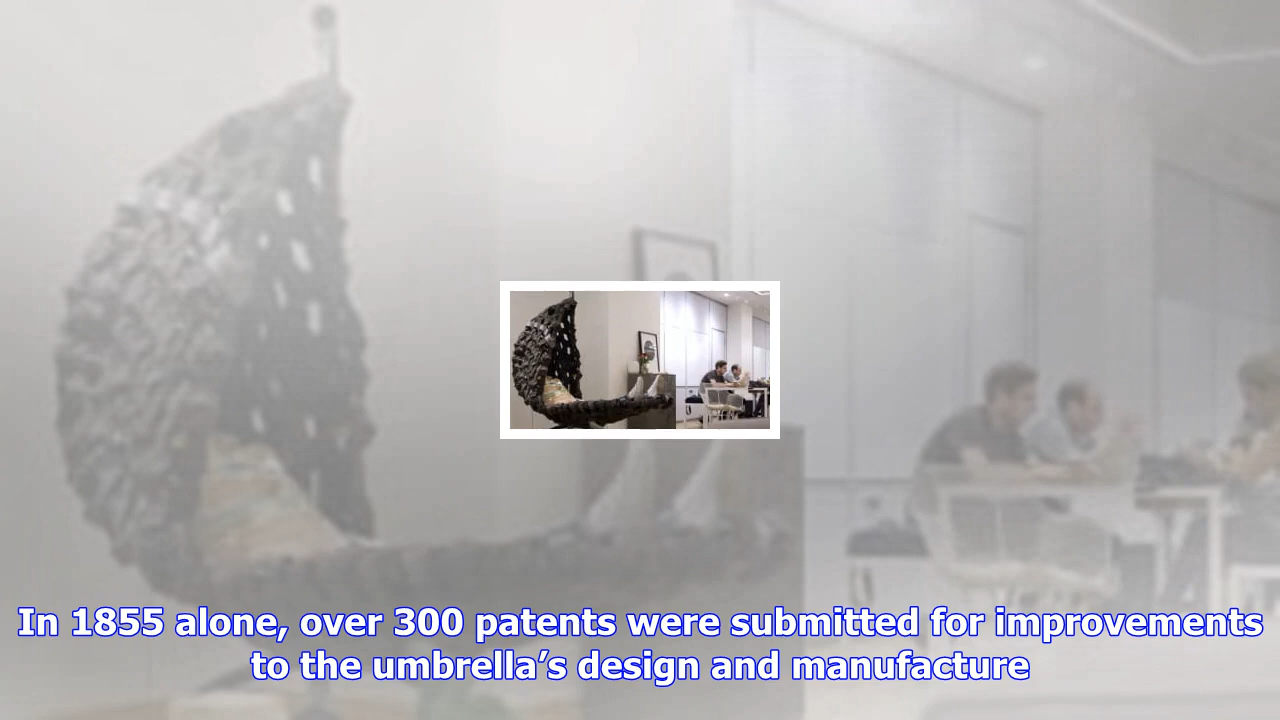 In 1855 alone, over 300 patents were submitted for improvements
to the umbrella’s design and manufacture